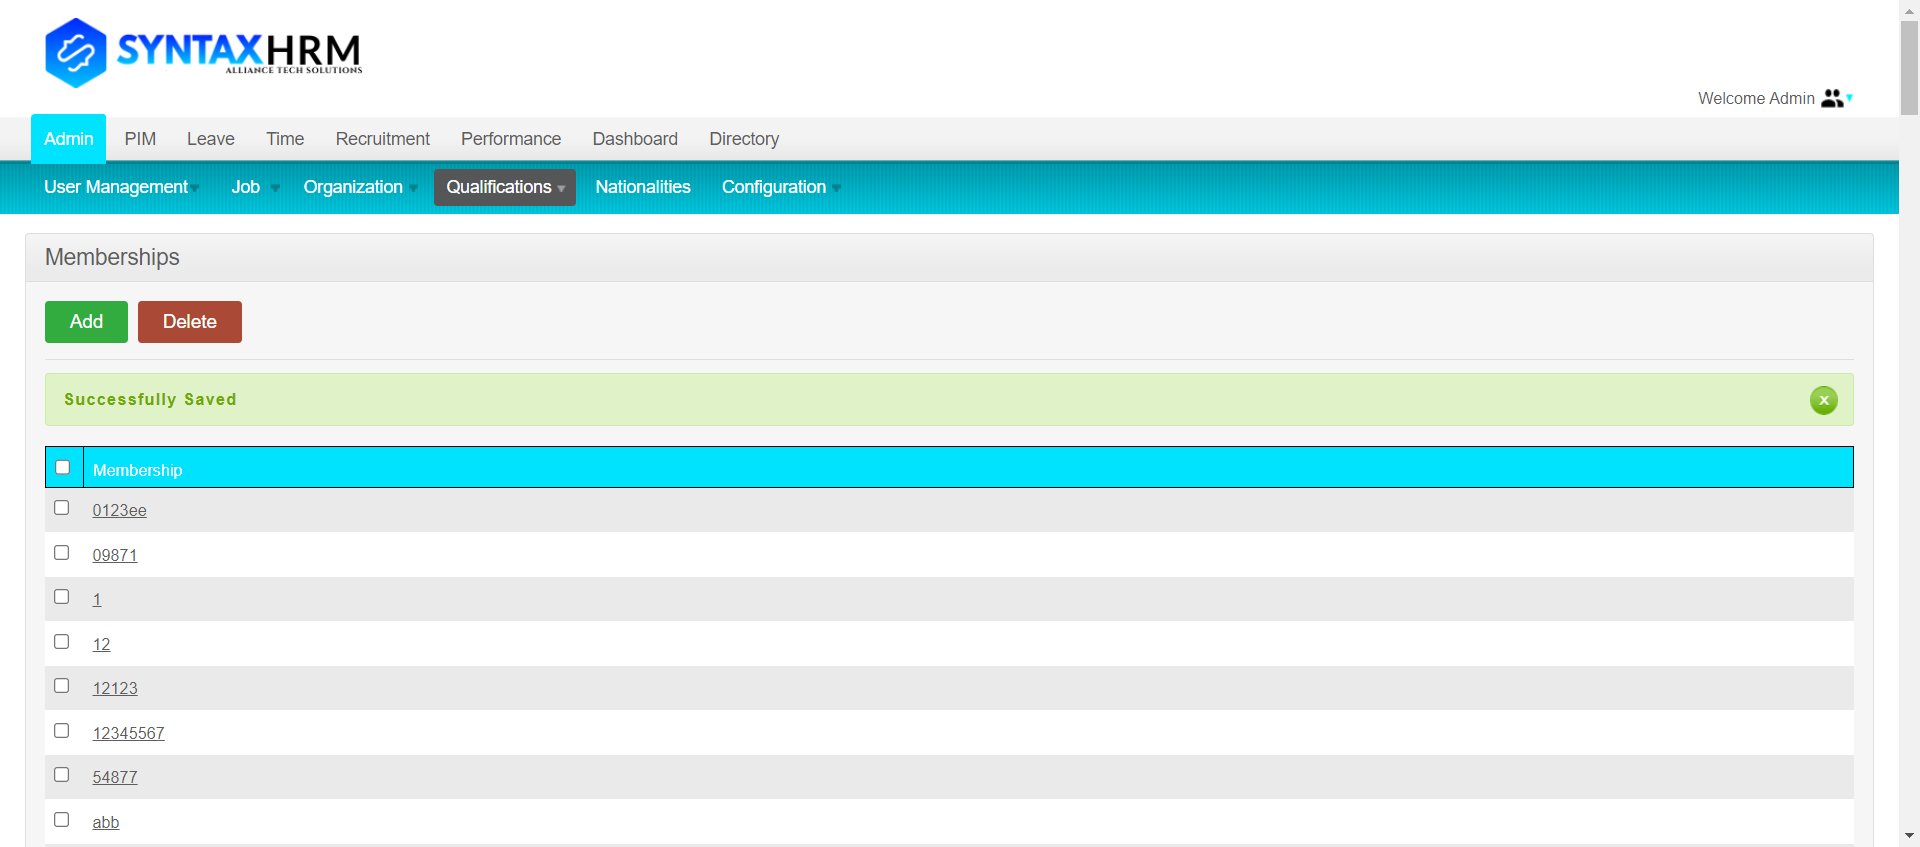 SYNTAXHRM
ALLIANCE TECH SOLUTIONS
Welcome Admin
Admin PIM Leave Time Recruitment Performance Dashboard Directory
User Management Job Organization Qualifications Nationalities Configuration
Memberships
Add Delete
Successfully Saved
x
Membership
0123ee
09871
1
12
12123
12345567
54877
abb